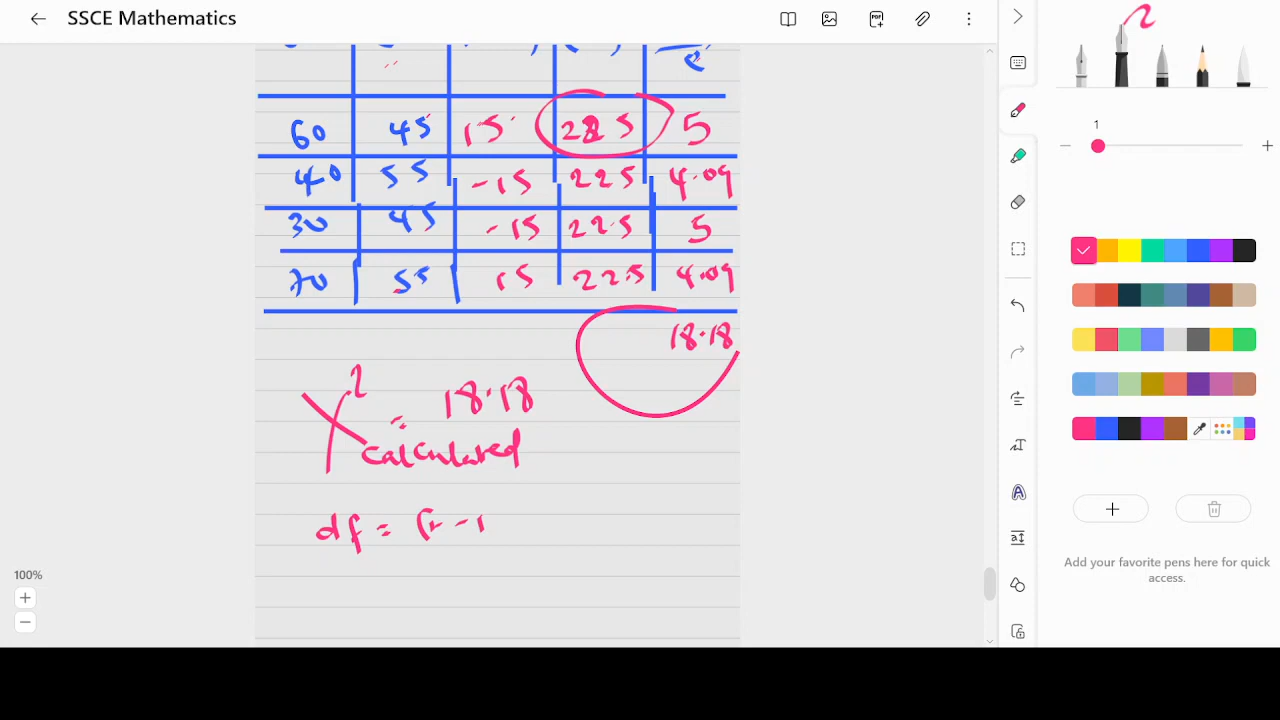 SSCE Mathematics
e
60 45 15 225 5
40 55 -15 225 4.09
30 45 -15 225 5
70 55 15 225 4.09
18.18
X² = 18.18
calculated
df = (r - 1
100%
1
Add your favorite pens here for quick
access.